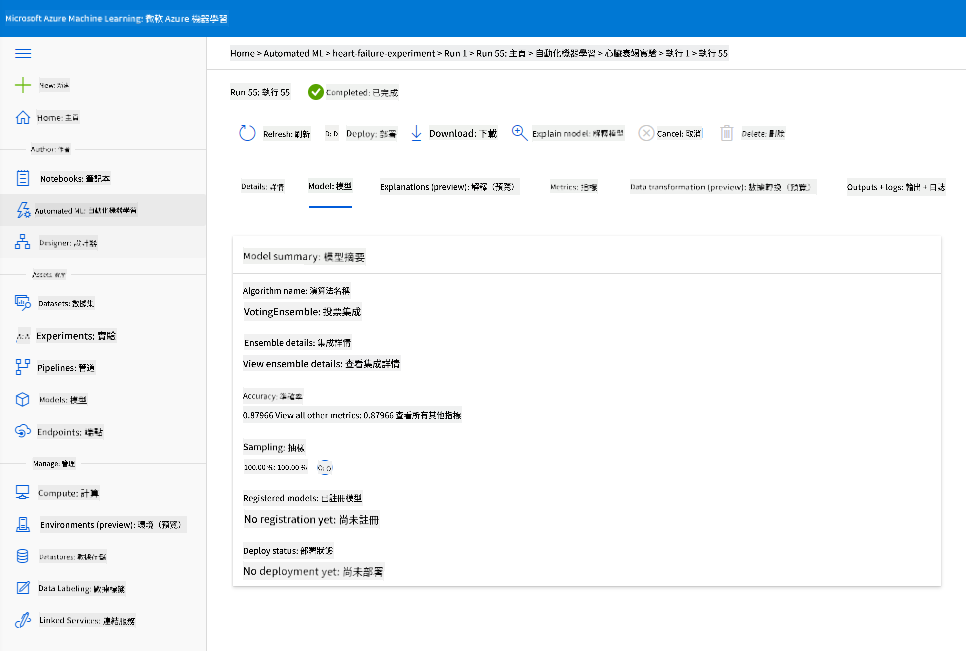 Microsoft Azure Machine Learning: 微軟 Azure 機器學習
Home > Automated ML > heart-failure-experiment > Run 1 > Run 55: 主頁 > 自動化機器學習 > 心臟衰竭實驗 > 執行 1 > 執行 55
New: 新建
Home: 主頁
Author: 作者
Notebooks: 筆記本
Automated ML: 自動化機器學習
Designer: 設計器
Assets: 資產
Datasets: 數據集
Experiments: 實驗
Pipelines: 管道
Models: 模型
Endpoints: 端點
Manage: 管理
Compute: 計算
Environments (preview): 環境（預覽）
Datastores: 數據存儲
Data Labeling: 數據標籤
Linked Services: 連結服務
Run 55: 執行 55
Completed: 已完成
Refresh: 刷新
D: D
Deploy: 部署
Download: 下載
Explain model: 解釋模型
Cancel: 取消
Delete: 刪除
Details: 詳情
Model: 模型
Explanations (preview): 解釋（預覽）
Metrics: 指標
Data transformation (preview): 數據轉換（預覽）
Outputs + logs: 輸出 + 日誌
Model summary: 模型摘要
Algorithm name: 演算法名稱
VotingEnsemble: 投票集成
Ensemble details: 集成詳情
View ensemble details: 查看集成詳情
Accuracy: 準確率
0.87966 View all other metrics: 0.87966 查看所有其他指標
Sampling: 抽樣
100.00 %: 100.00 %
Registered models: 已註冊模型
No registration yet: 尚未註冊
Deploy status: 部署狀態
No deployment yet: 尚未部署